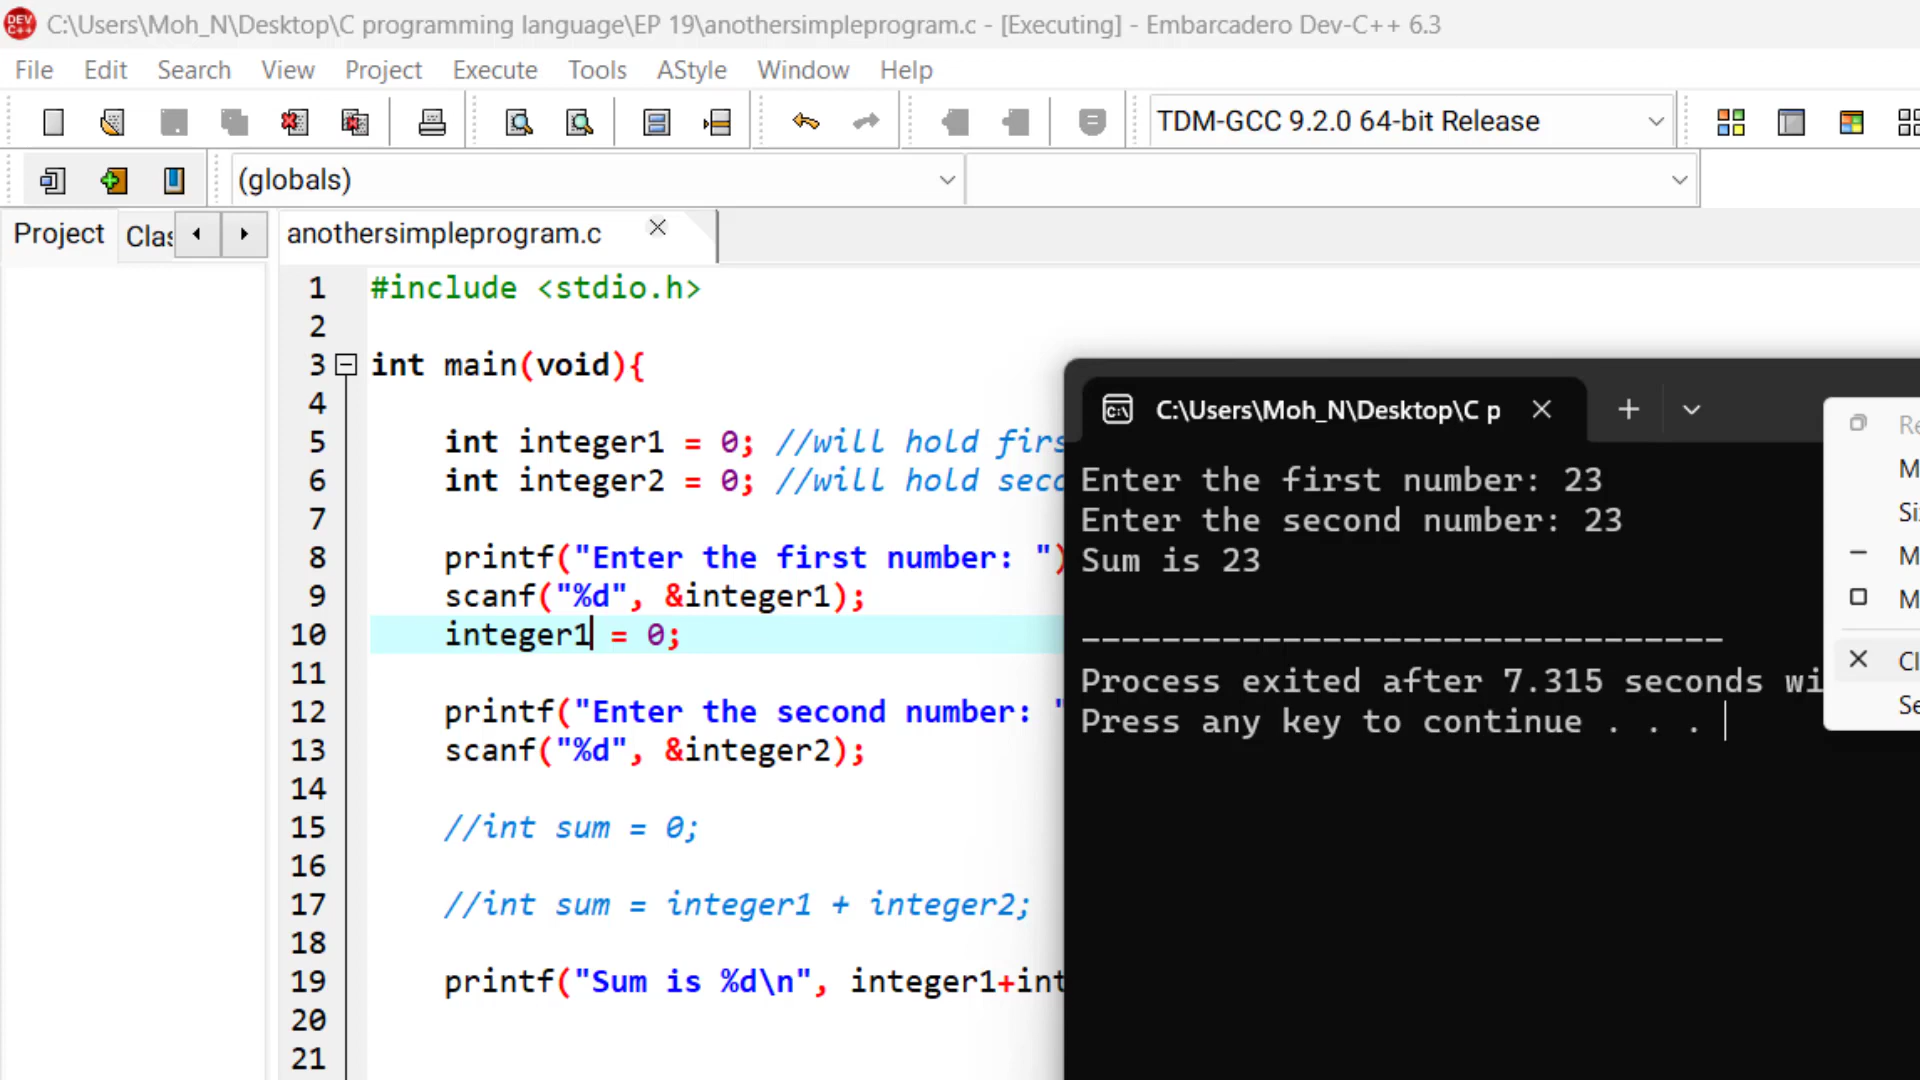 C:\Users\Moh_N\Desktop\C programming language\EP 19\anothersimpleprogram.c - [Executing] - Embarcadero Dev-C++ 6.3
File Edit Search View Project Execute Tools AStyle Window Help
TDM-GCC 9.2.0 64-bit Release
(globals)
Project Clas
anothersimpleprogram.c
1 #include <stdio.h>
2
3 int main(void){
4
5 int integer1 = 0; //will hold firs
6 int integer2 = 0; //will hold seco
7
8 printf("Enter the first number: ")
9 scanf("%d", &integer1);
10 integer1 = 0;
11
12 printf("Enter the second number: "
13 scanf("%d", &integer2);
14
15 //int sum = 0;
16
17 //int sum = integer1 + integer2;
18
19 printf("Sum is %d\n", integer1+int
20
21
C:\Users\Moh_N\Desktop\C p
Enter the first number: 23
Enter the second number: 23
Sum is 23
--------------------------------
Process exited after 7.315 seconds wi
Press any key to continue . . .
Re
M
Si
M
M
Cl
Se